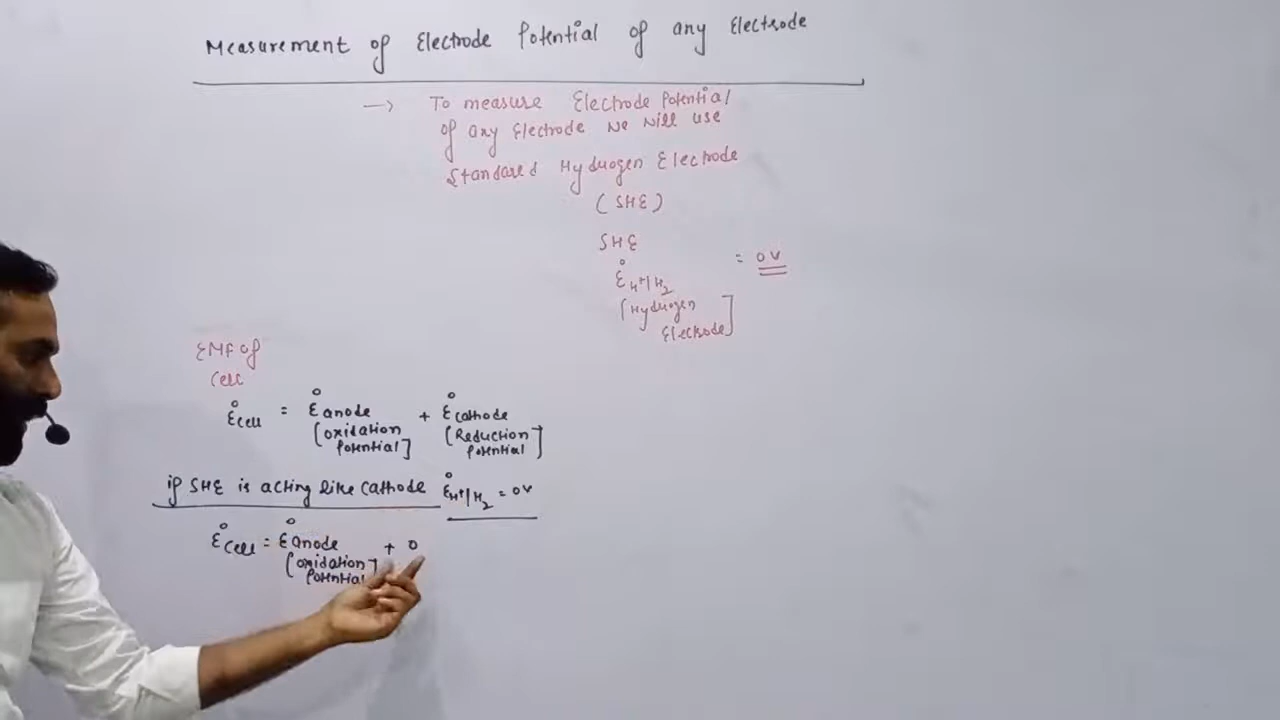 Measurement of Electrode Potential of any Electrode
→ To measure Electrode Potential
of any Electrode we will use
Standared Hydrogen Electrode
(SHE)
SHE
E°H+/H2 = 0V
[Hydrogen
Electrode]
EMF of
Cell
E°cell = E°anode + E°cathode
[oxidation Potential] [Reduction Potential]
if SHE is acting like cathode E°H+/H2 = 0V
E°cell = E°anode + 0
[oxidation
Potential